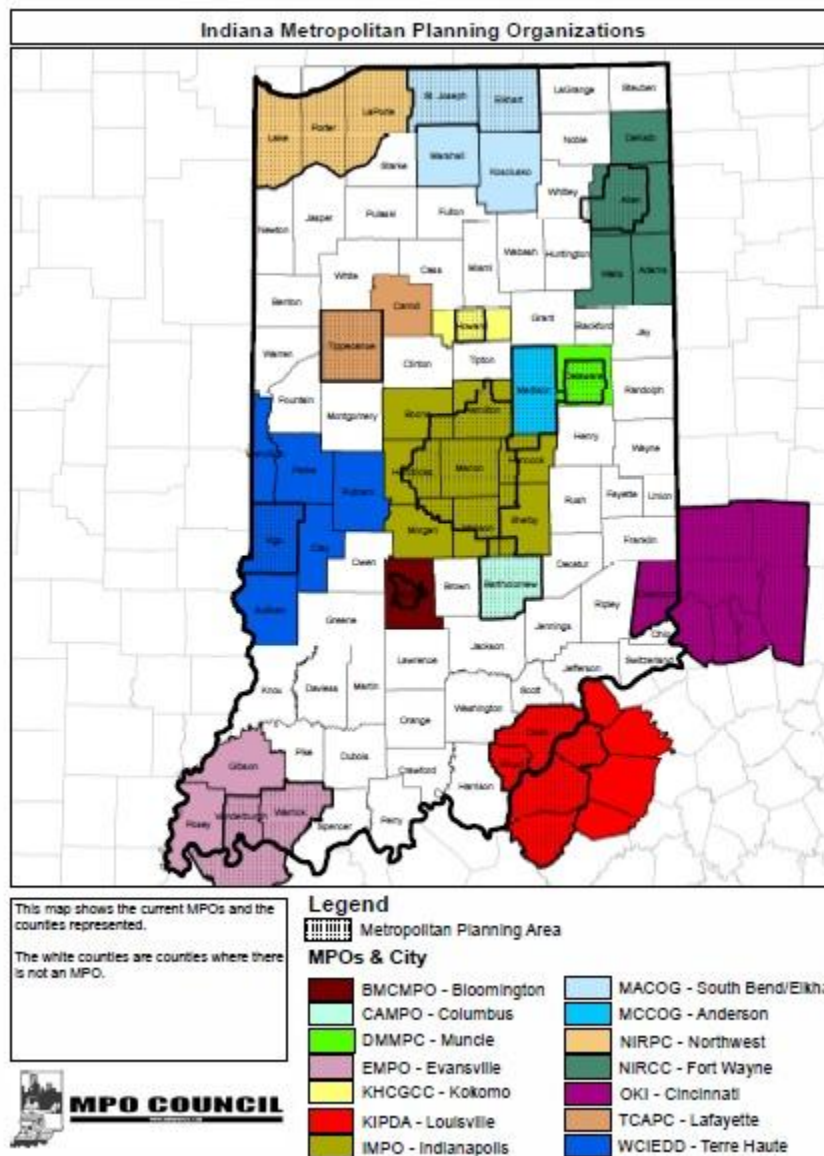 Indiana Metropolitan Planning Organizations
LaGrange
Steuben
St. Joseph
Elkhart
LaPorte
Porter
Lake
Noble
DeKalb
Marshall
Starke
Kosciusko
Whitley
Allen
Jasper
Pulaski
Fulton
Newton
Wabash
Huntington
Miami
Cass
White
Wells
Adams
Benton
Carroll
Howard
Grant
Blackford
Jay
Tippecanoe
Warren
Clinton
Tipton
Madison
Delaware
Randolph
Fountain
Montgomery
Boone
Hamilton
Henry
Wayne
Parke
Putnam
Hendricks
Marion
Hancock
Rush
Fayette
Union
Vigo
Clay
Morgan
Johnson
Shelby
Franklin
Owen
Brown
Bartholomew
Decatur
Sullivan
Greene
Ripley
Ohio
Jennings
Jackson
Lawrence
Jefferson
Switzerland
Knox
Daviess
Martin
Scott
Washington
Orange
Clark
Pike
Dubois
Gibson
Crawford
Harrison
Posey
Vanderburgh
Warrick
Spencer
Perry
This map shows the current MPOs and the
counties represented.
The white counties are counties where there
is not an MPO.
MPO COUNCIL
Legend
Metropolitan Planning Area
MPOs & City
BMCMPO - Bloomington
CAMPO - Columbus
DMMPC - Muncie
EMPO - Evansville
KHCGCC - Kokomo
KIPDA - Louisville
IMPO - Indianapolis
MACOG - South Bend/Elkha
MCCOG - Anderson
NIRPC - Northwest
NIRCC - Fort Wayne
OKI - Cincinnati
TCAPC - Lafayette
WCIEDD - Terre Haute